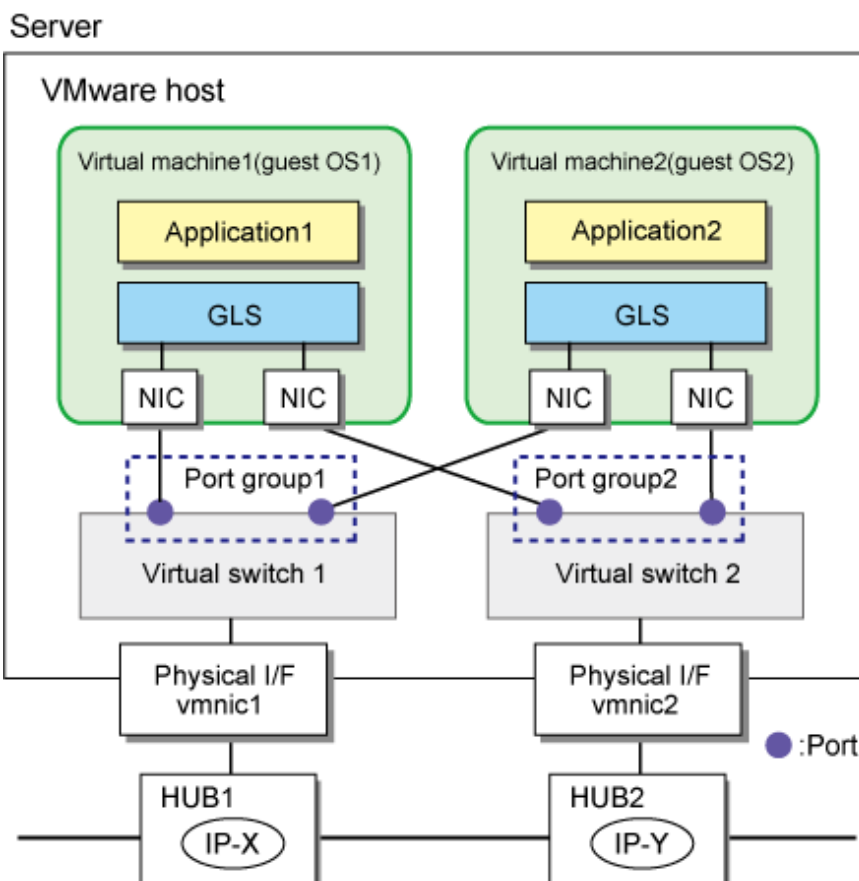 Server
VMware host
Virtual machine1(guest OS1)
Virtual machine2(guest OS2)
Application1
Application2
GLS
GLS
NIC
NIC
NIC
NIC
Port group1
Port group2
Virtual switch 1
Virtual switch 2
Physical I/F
vmnic1
Physical I/F
vmnic2
:Port
HUB1
HUB2
IP-X
IP-Y